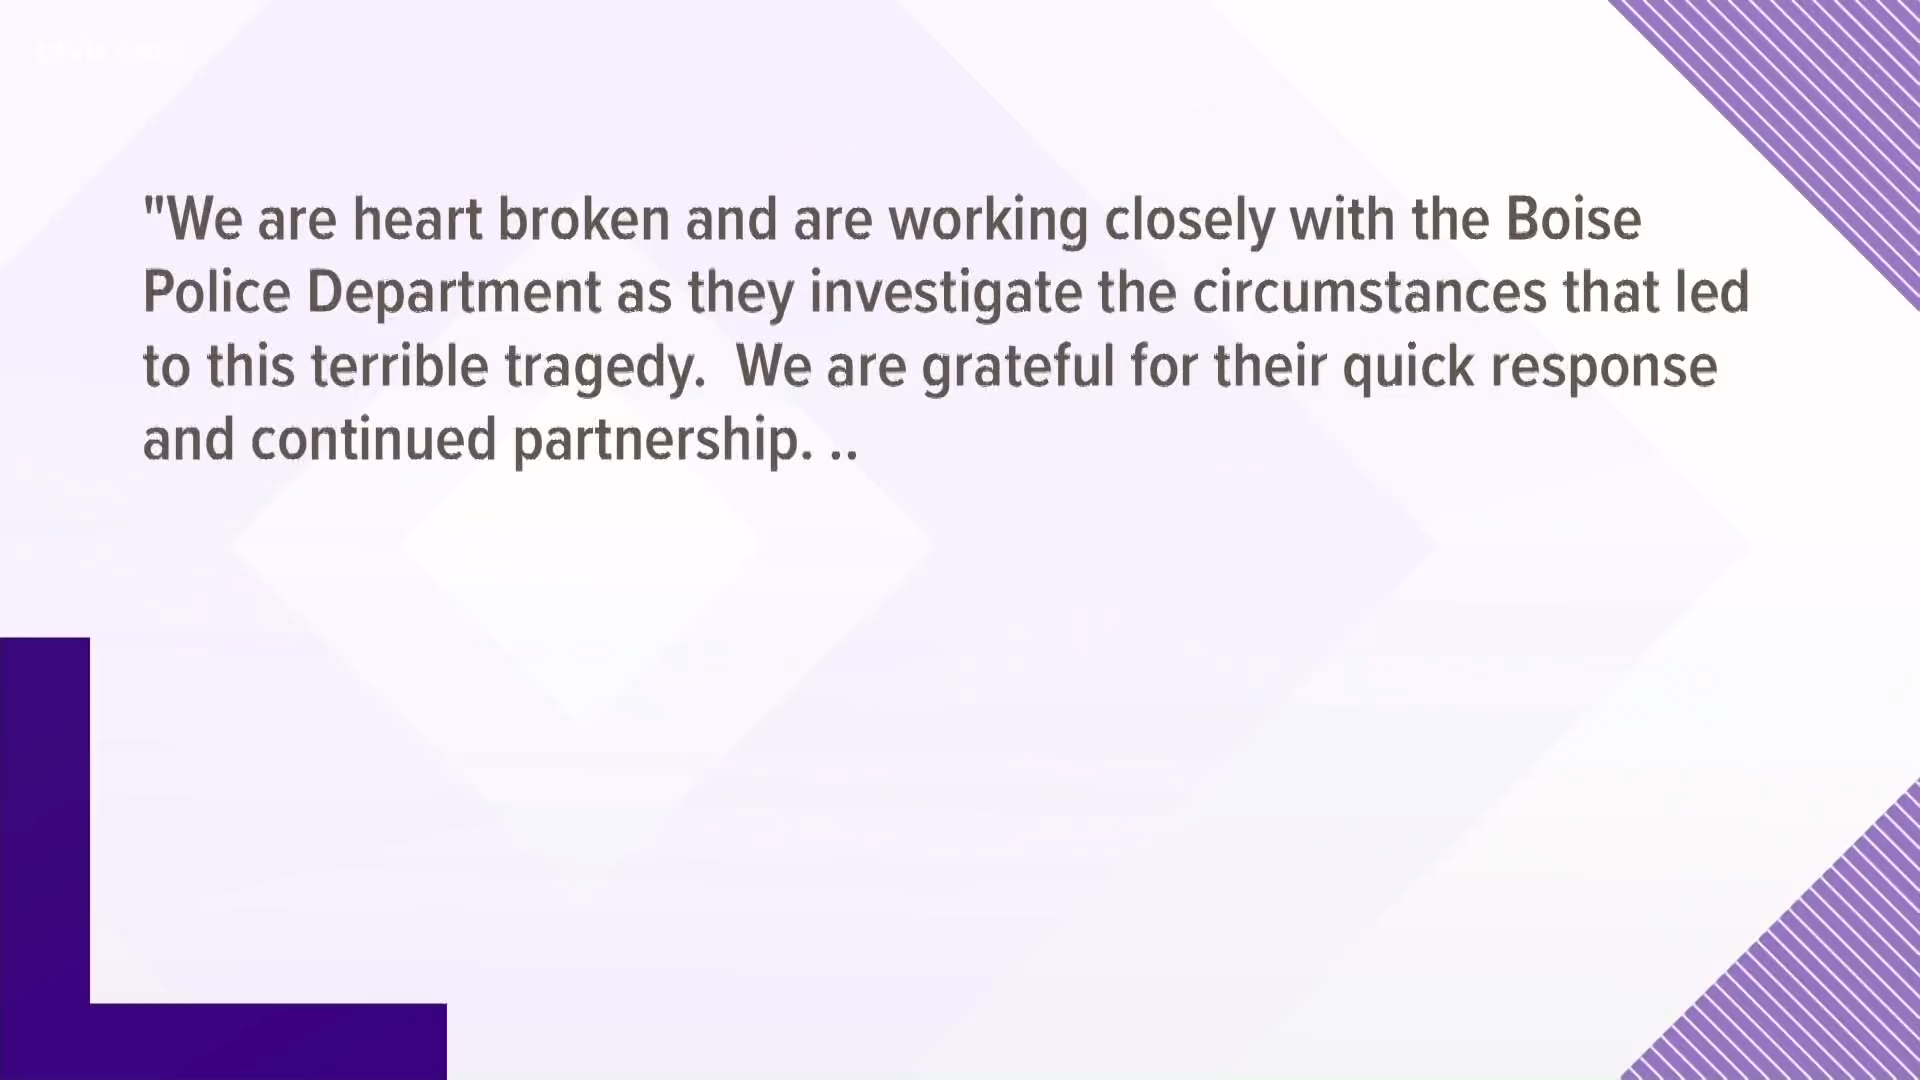 "We are heart broken and are working closely with the Boise
Police Department as they investigate the circumstances that led
to this terrible tragedy.  We are grateful for their quick response
and continued partnership. ..